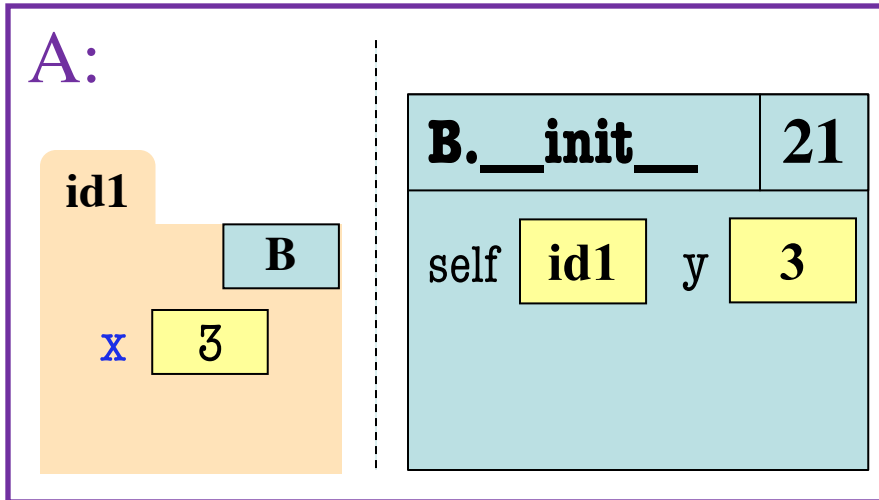 A:
id1
B
x 3
B.__init__ 21
self id1 y 3